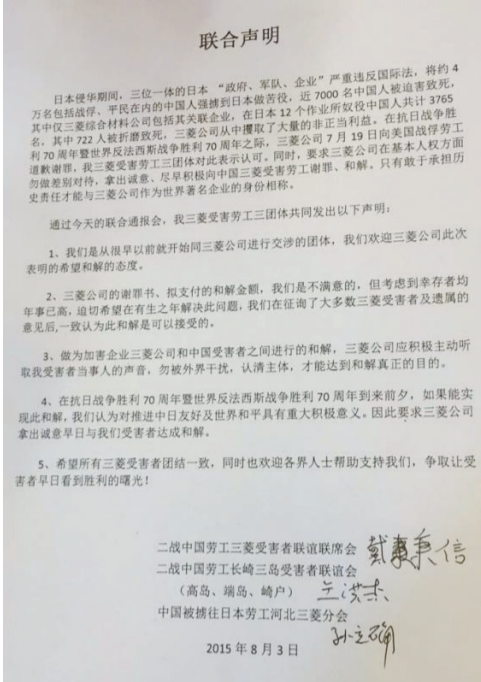 联合声明
日本侵华期间，三位一体的日本 “政府、军队、企业” 严重违反国际法，将约 4
万名包括战俘、平民在内的中国人强掳到日本做苦役，近 7000 名中国人被迫害致死，
其中仅三菱综合材料公司包括其关联企业，在日本 12 个作业所奴役中国人共计 3765
名，其中 722 人被折磨致死，三菱公司从中攫取了大量的非正当利益。在抗日战争胜
利 70 周年暨世界反法西斯战争胜利 70 周年之际，三菱公司 7 月 19 日向美国战俘劳工
道歉谢罪，我三菱受害劳工三团体对此表示认可。同时，要求三菱公司在基本人权方面
勿做差别对待，拿出诚意、尽早积极向中国三菱受害劳工谢罪、和解。只有敢于承担历
史责任才能与三菱公司作为世界著名企业的身份相称。
通过今天的联合通报会，我三菱受害劳工三团体共同发出以下声明：
1、我们是从很早以前就开始同三菱公司进行交涉的团体，我们欢迎三菱公司此次
表明的希望和解的态度。
2、三菱公司的谢罪书、拟支付的和解金额，我们是不满意的，但考虑到幸存者均
年事已高，迫切希望在有生之年解决此问题，我们在征询了大多数三菱受害者及遗属的
意见后,一致认为此和解是可以接受的。
3、做为加害企业三菱公司和中国受害者之间进行的和解，三菱公司应积极主动听
取我受害者当事人的声音，勿被外界干扰，认清主体，才能达到和解真正的目的。
4、在抗日战争胜利 70 周年暨世界反法西斯战争胜利 70 周年到来前夕，如果能实
现此和解，我们认为对推进中日友好及世界和平具有重大积极意义。因此要求三菱公司
拿出诚意早日与我们受害者达成和解。
5、希望所有三菱受害者团结一致，同时也欢迎各界人士帮助支持我们，争取让受
害者早日看到胜利的曙光！
二战中国劳工三菱受害者联谊联席会 戴秉信
二战中国劳工长崎三岛受害者联谊会
（高岛、端岛、崎户） 王洪杰
中国被掳往日本劳工河北三菱分会
2015 年 8 月 3 日